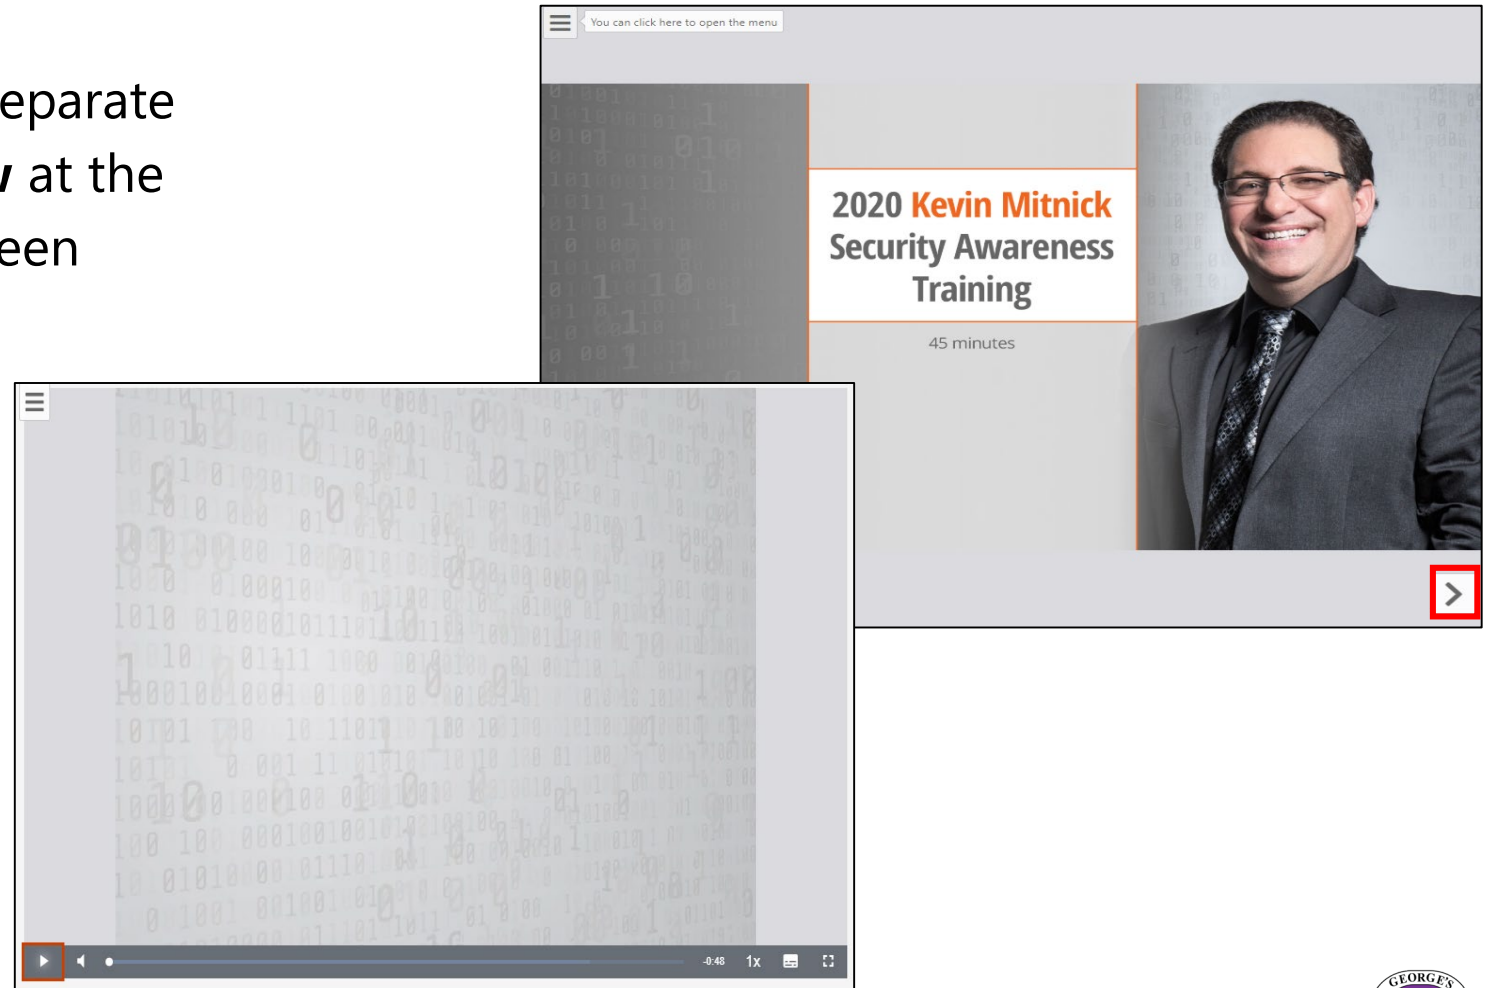 eparate
at the
een
You can click here to open the menu
2020 Kevin Mitnick
Security Awareness
Training
45 minutes
-0:48 1x
GEORGE'S